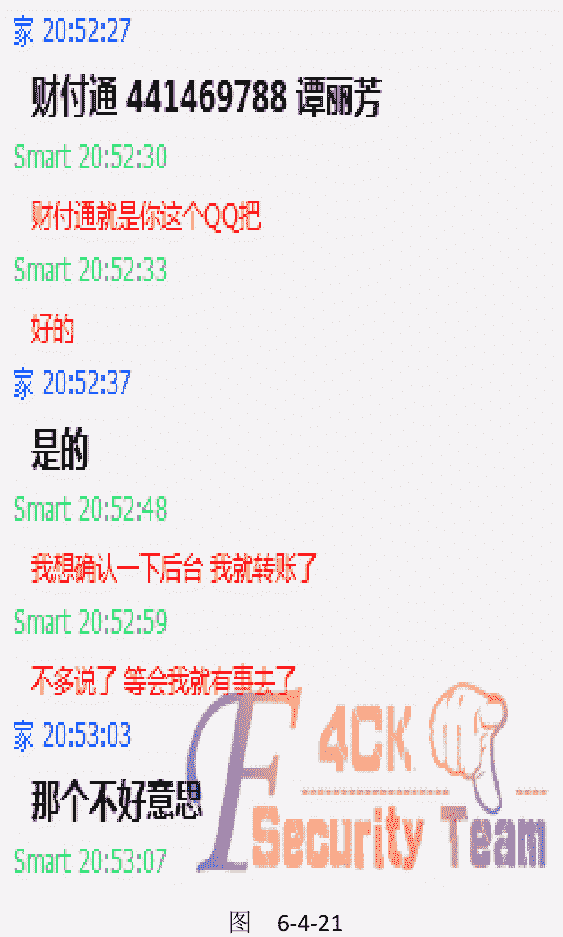 家 20:52:27
财付通 441469788 谭丽芳
Smart 20:52:30
财付通就是你这个QQ把
Smart 20:52:33
好的
家 20:52:37
是的
Smart 20:52:48
我想确认一下后台 我就转账了
Smart 20:52:59
不多说了 等会我就有事去了
家 20:53:03
那个不好意思
Smart 20:53:07
F4CK
Security Team
图 6-4-21